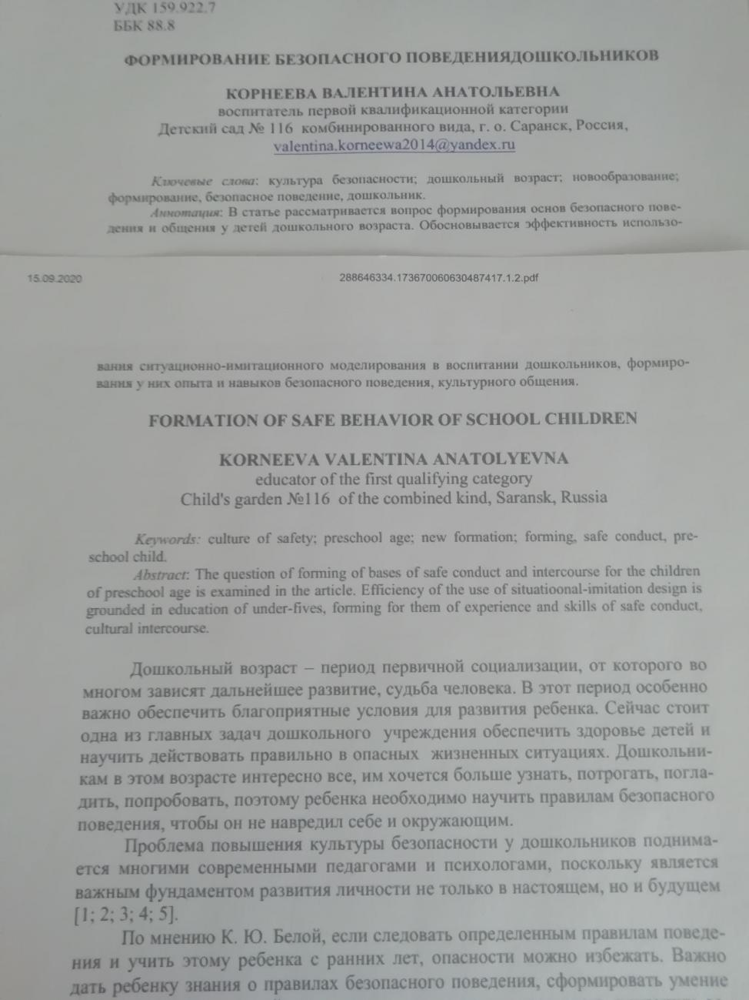 УДК 159.922.7
ББК 88.8
ФОРМИРОВАНИЕ БЕЗОПАСНОГО ПОВЕДЕНИЯДОШКОЛЬНИКОВ
КОРНЕЕВА ВАЛЕНТИНА АНАТОЛЬЕВНА
воспитатель первой квалификационной категории
Детский сад № 116 комбинированного вида, г. о. Саранск, Россия,
valentina.korneewa2014@yandex.ru
Ключевые слова: культура безопасности; дошкольный возраст; новообразование;
формирование, безопасное поведение, дошкольник.
Аннотация: В статье рассматривается вопрос формирования основ безопасного пове-
дения и общения у детей дошкольного возраста. Обосновывается эффективность использо-
15.09.2020
288646334.173670060630487417.1.2.pdf
вания ситуационно-имитационного моделирования в воспитании дошкольников, формиро-
вания у них опыта и навыков безопасного поведения, культурного общения.
FORMATION OF SAFE BEHAVIOR OF SCHOOL CHILDREN
KORNEEVA VALENTINA ANATOLYEVNA
educator of the first qualifying category
Child's garden №116 of the combined kind, Saransk, Russia
Keywords: culture of safety; preschool age; new formation; forming, safe conduct, pre-
school child.
Abstract: The question of forming of bases of safe conduct and intercourse for the children
of preschool age is examined in the article. Efficiency of the use of situatioonal-imitation design is
grounded in education of under-fives, forming for them of experience and skills of safe conduct,
cultural intercourse.
Дошкольный возраст – период первичной социализации, от которого во
многом зависят дальнейшее развитие, судьба человека. В этот период особенно
важно обеспечить благоприятные условия для развития ребенка. Сейчас стоит
одна из главных задач дошкольного учреждения обеспечить здоровье детей и
научить действовать правильно в опасных жизненных ситуациях. Дошкольни-
кам в этом возрасте интересно все, им хочется больше узнать, потрогать, погла-
дить, попробовать, поэтому ребенка необходимо научить правилам безопасного
поведения, чтобы он не навредил себе и окружающим.
Проблема повышения культуры безопасности у дошкольников поднима-
ется многими современными педагогами и психологами, поскольку является
важным фундаментом развития личности не только в настоящем, но и будущем
[1; 2; 3; 4; 5].
По мнению К. Ю. Белой, если следовать определенным правилам поведе-
ния и учить этому ребенка с ранних лет, опасности можно избежать. Важно
дать ребенку знания о правилах безопасного поведения, сформировать умение